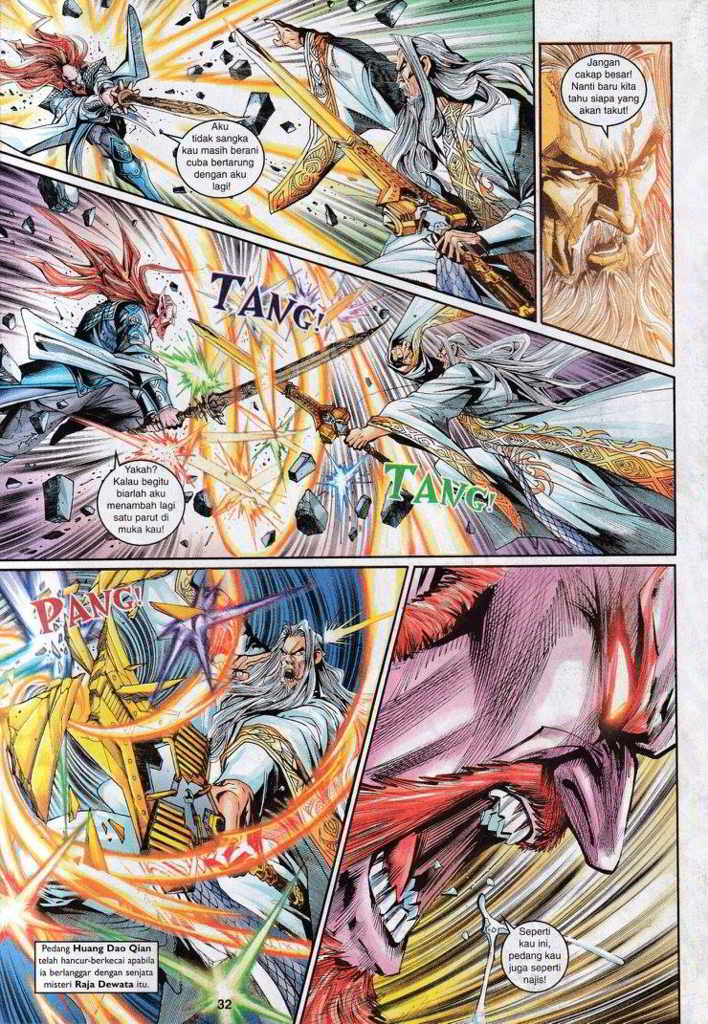 Aku
tidak sangka
kau masih berani
cuba bertarung
dengan aku
lagi!
Jangan
cakap besar!
Nanti baru kita
tahu siapa yang
akan takut!
TANG!
TANG!
Yakah?
Kalau begitu
biarlah aku
menambah lagi
satu parut di
muka kau!
PANG!
Seperti
kau ini,
pedang kau
juga seperti
najis!
Pedang Huang Dao Qian
telah hancur-berkecai apabila
ia berlanggar dengan senjata
misteri Raja Dewata itu.
32